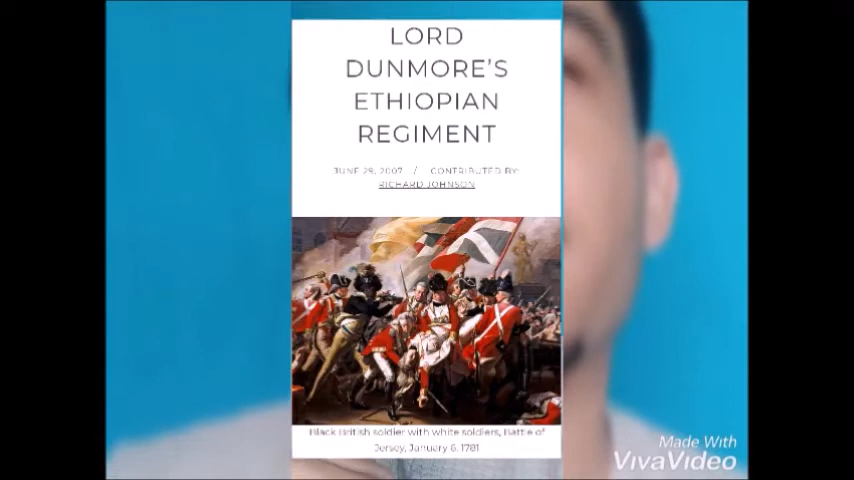 LORD
DUNMORE'S
ETHIOPIAN
REGIMENT
JUNE 29, 2007 / CONTRIBUTED BY:
RICHARD JOHNSON
Black British soldier with white soldiers, Battle of
Jersey, January 6, 1781
Made With
VivaVideo